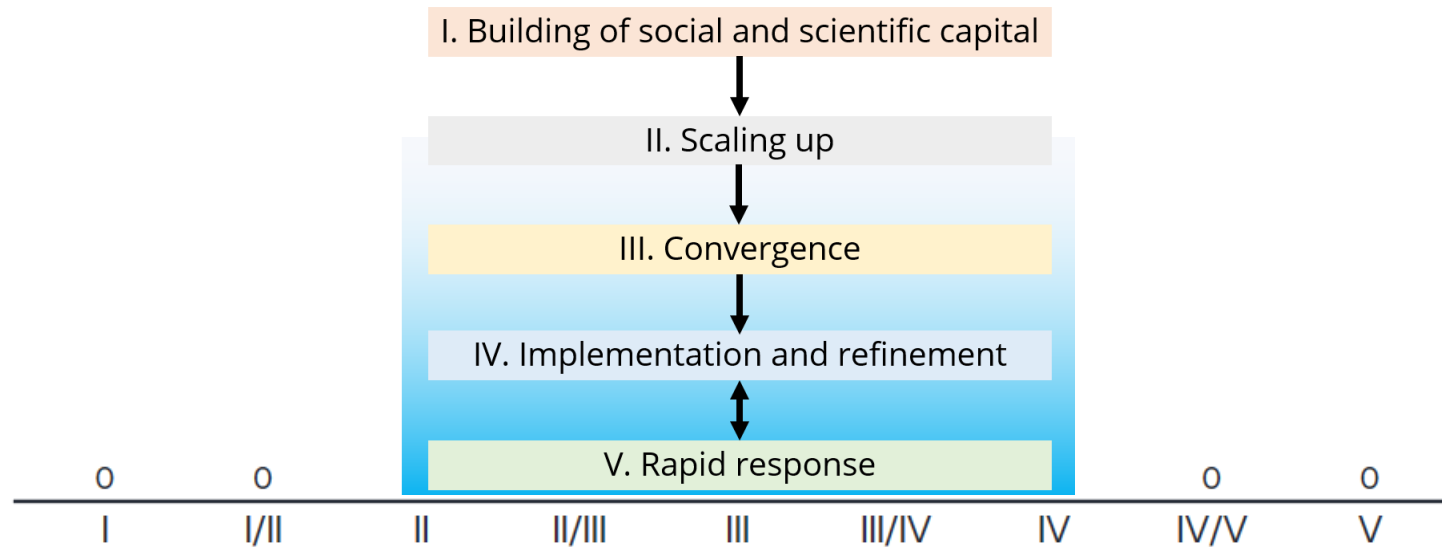 I. Building of social and scientific capital
II. Scaling up
III. Convergence
IV. Implementation and refinement
V. Rapid response
0 0 0 0
I I/II II II/III III III/IV IV IV/V V